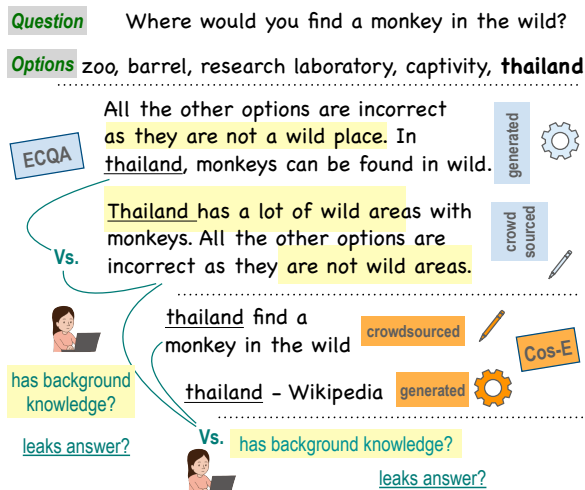 Question Where would you find a monkey in the wild?
Options zoo, barrel, research laboratory, captivity, thailand
All the other options are incorrect
as they are not a wild place. In
thailand, monkeys can be found in wild.
generated
ECQA
Thailand has a lot of wild areas with
monkeys. All the other options are
incorrect as they are not wild areas.
crowd
sourced
Vs.
thailand find a
monkey in the wild
crowdsourced
Cos-E
thailand - Wikipedia
generated
has background
knowledge?
leaks answer?
Vs. has background knowledge?
leaks answer?